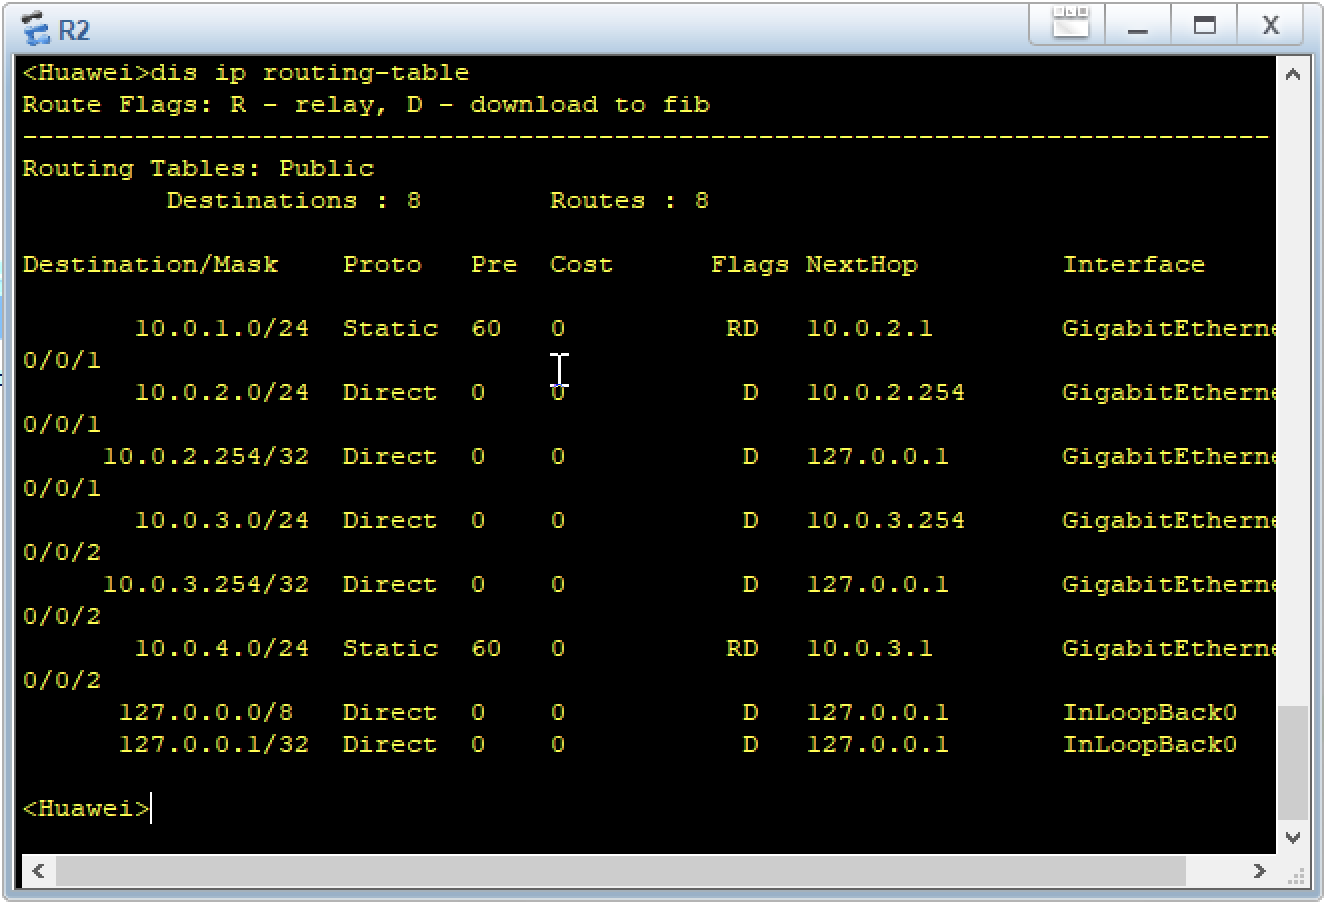 R2
<Huawei>dis ip routing-table
Route Flags: R - relay, D - download to fib
------------------------------------------------------------------------------
Routing Tables: Public
         Destinations : 8        Routes : 8

Destination/Mask    Proto   Pre  Cost      Flags NextHop         Interface

       10.0.1.0/24  Static  60   0          RD   10.0.2.1        GigabitEtherne
0/0/1
       10.0.2.0/24  Direct  0    0           D   10.0.2.254      GigabitEtherne
0/0/1
     10.0.2.254/32  Direct  0    0           D   127.0.0.1       GigabitEtherne
0/0/1
       10.0.3.0/24  Direct  0    0           D   10.0.3.254      GigabitEtherne
0/0/2
     10.0.3.254/32  Direct  0    0           D   127.0.0.1       GigabitEtherne
0/0/2
       10.0.4.0/24  Static  60   0          RD   10.0.3.1        GigabitEtherne
0/0/2
      127.0.0.0/8   Direct  0    0           D   127.0.0.1       InLoopBack0
      127.0.0.1/32  Direct  0    0           D   127.0.0.1       InLoopBack0

<Huawei>